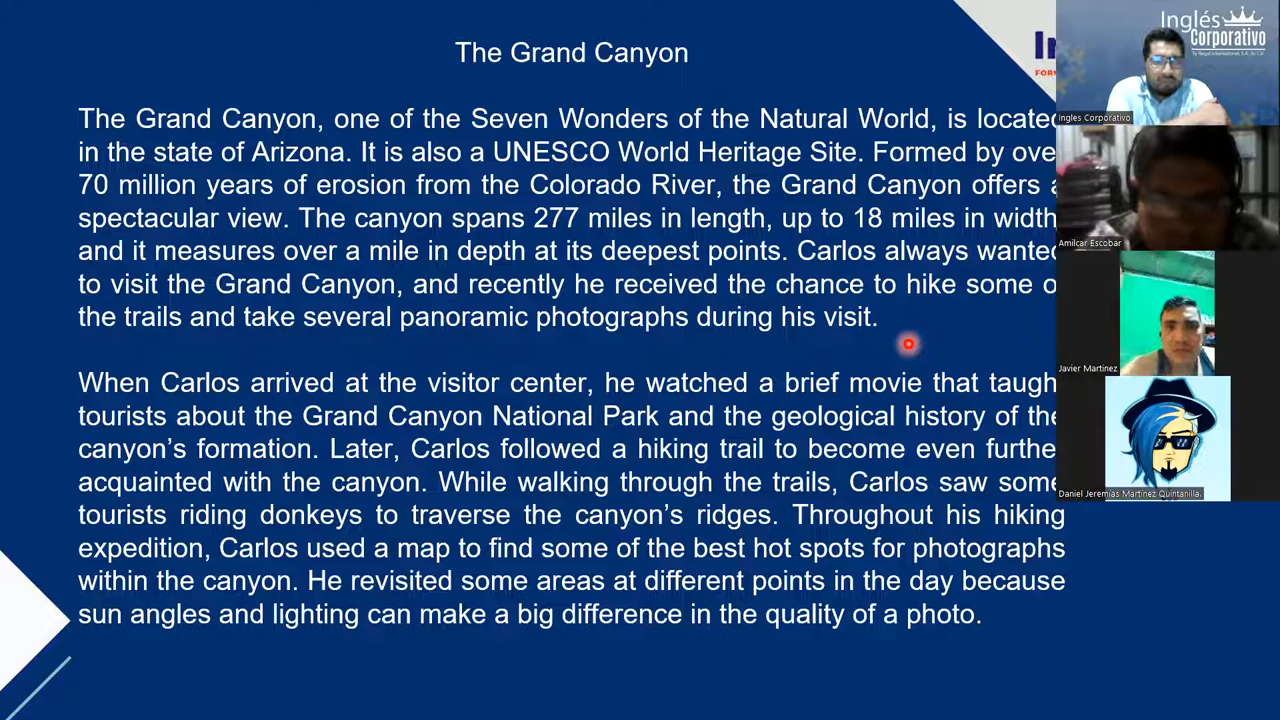 The Grand Canyon
The Grand Canyon, one of the Seven Wonders of the Natural World, is located
in the state of Arizona. It is also a UNESCO World Heritage Site. Formed by over
70 million years of erosion from the Colorado River, the Grand Canyon offers a
spectacular view. The canyon spans 277 miles in length, up to 18 miles in width
and it measures over a mile in depth at its deepest points. Carlos always wanted
to visit the Grand Canyon, and recently he received the chance to hike some o
the trails and take several panoramic photographs during his visit.
When Carlos arrived at the visitor center, he watched a brief movie that taugh
tourists about the Grand Canyon National Park and the geological history of the
canyon's formation. Later, Carlos followed a hiking trail to become even furthe
acquainted with the canyon. While walking through the trails, Carlos saw some
tourists riding donkeys to traverse the canyon's ridges. Throughout his hiking
expedition, Carlos used a map to find some of the best hot spots for photographs
within the canyon. He revisited some areas at different points in the day because
sun angles and lighting can make a big difference in the quality of a photo.
Inglés
Corporativo
Ingles Corporativo
Amilcar Escobar
Javier Martinez
Daniel Jeremías Martínez Quintanilla.